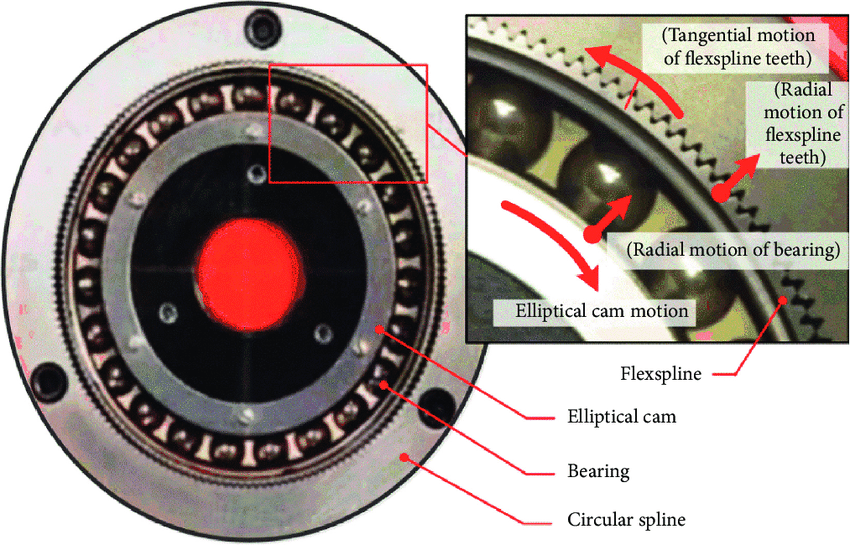 (Tangential motion
of flexspline teeth)
(Radial
motion of
flexspline
teeth)
(Radial motion of bearing)
Elliptical cam motion
Flexspline
Elliptical cam
Bearing
Circular spline